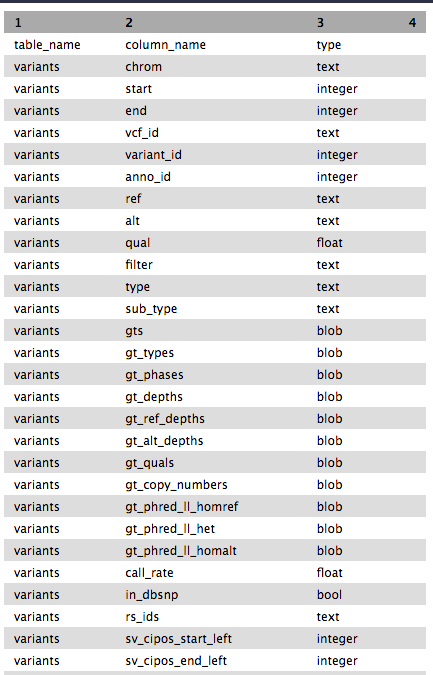 1 2 3 4
table_name column_name type
variants chrom text
variants start integer
variants end integer
variants vcf_id text
variants variant_id integer
variants anno_id integer
variants ref text
variants alt text
variants qual float
variants filter text
variants type text
variants sub_type text
variants gts blob
variants gt_types blob
variants gt_phases blob
variants gt_depths blob
variants gt_ref_depths blob
variants gt_alt_depths blob
variants gt_quals blob
variants gt_copy_numbers blob
variants gt_phred_ll_homref blob
variants gt_phred_ll_het blob
variants gt_phred_ll_homalt blob
variants call_rate float
variants in_dbsnp bool
variants rs_ids text
variants sv_cipos_start_left integer
variants sv_cipos_end_left integer